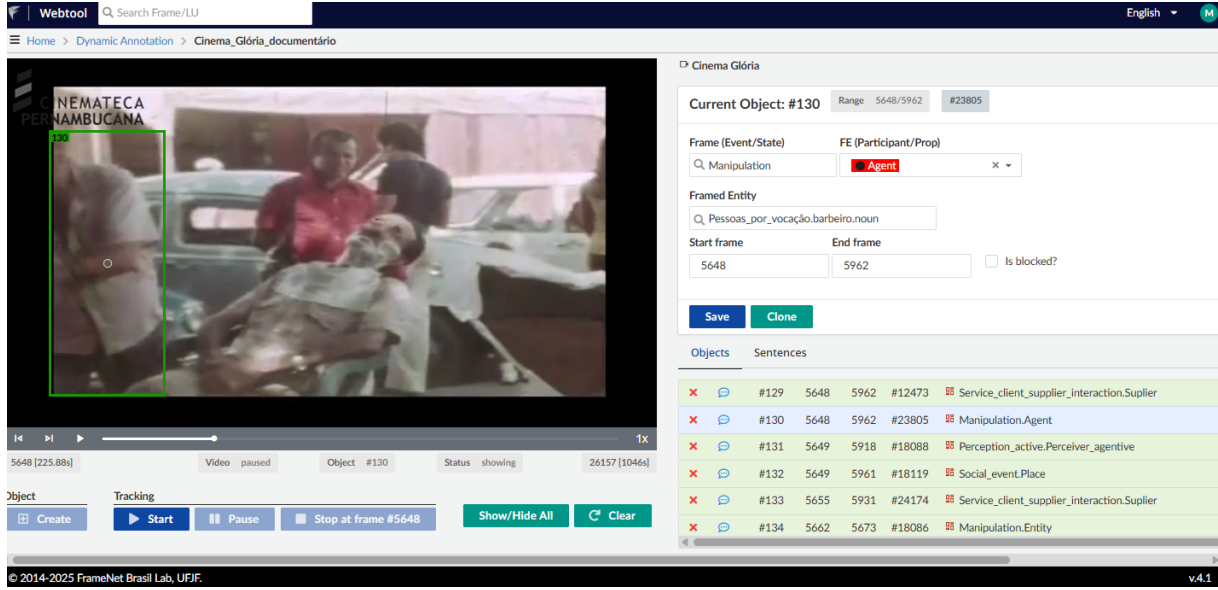 Webtool Search Frame/LU English M
Home > Dynamic Annotation > Cinema_Glória_documentário
CINEMATECA
PERNAMBUCANA
130
5648 [225.88s] Video paused Object #130 Status showing 26157 [1046s]
1x
Object Tracking
Create Start Pause Stop at frame #5648 Show/Hide All Clear
Cinema Glória
Current Object: #130 Range 5648/5962 #23805
Frame (Event/State) FE (Participant/Prop)
Manipulation Agent
Framed Entity
Pessoas_por_vocação.barbeiro.noun
Start frame End frame
5648 5962 Is blocked?
Save Clone
Objects Sentences
#129 5648 5962 #12473 Service_client_supplier_interaction.Suplier
#130 5648 5962 #23805 Manipulation.Agent
#131 5649 5918 #18088 Perception_active.Perceiver_agentive
#132 5649 5961 #18119 Social_event.Place
#133 5655 5931 #24174 Service_client_supplier_interaction.Suplier
#134 5662 5673 #18086 Manipulation.Entity
© 2014-2025 FrameNet Brasil Lab, UFJF. v.4.1